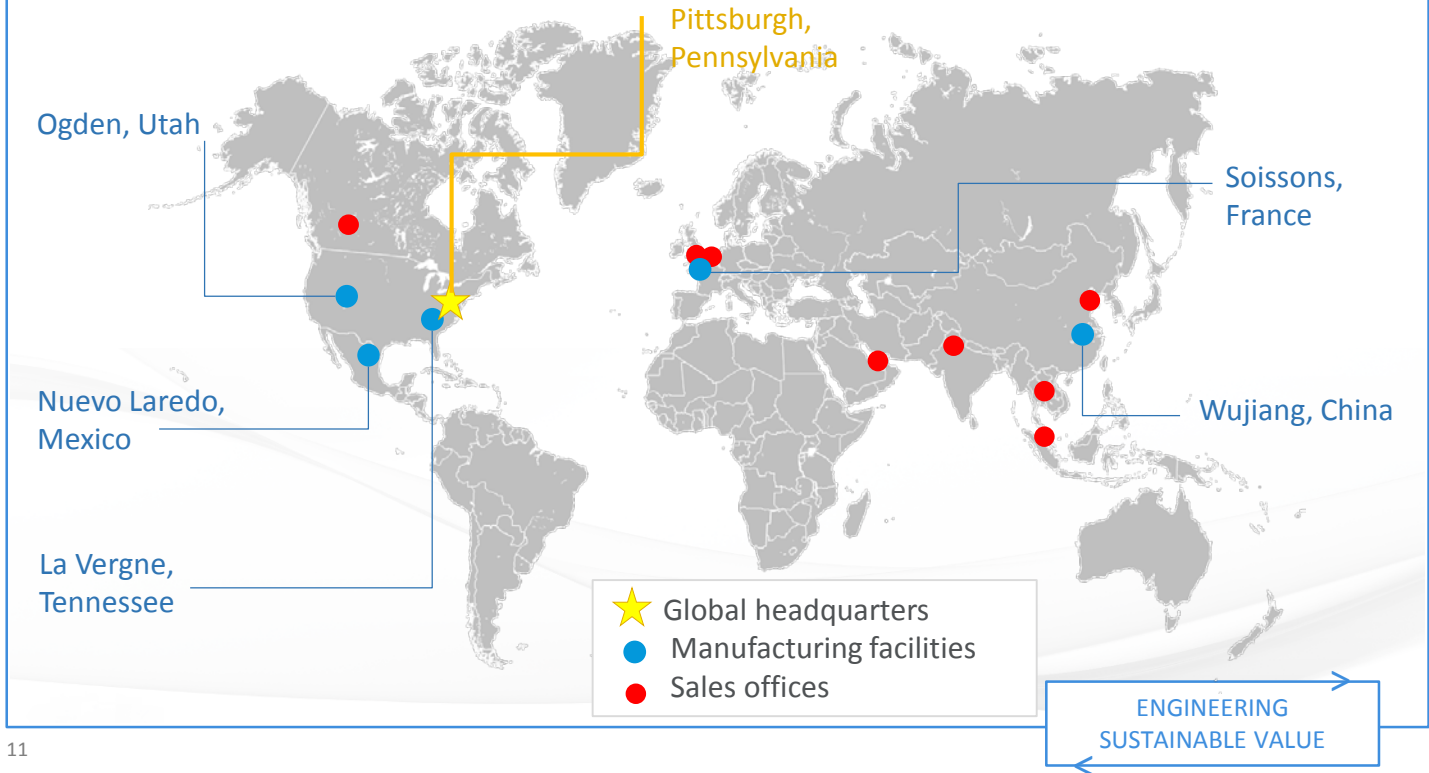 Pittsburgh,
Pennsylvania
Ogden, Utah
Soissons,
France
Nuevo Laredo,
Mexico
Wujiang, China
La Vergne,
Tennessee
Global headquarters
Manufacturing facilities
Sales offices
ENGINEERING
SUSTAINABLE VALUE
11